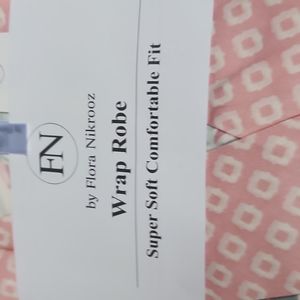 FN
by Flora Nikrooz
Wrap Robe
Super Soft Comfortable Fit